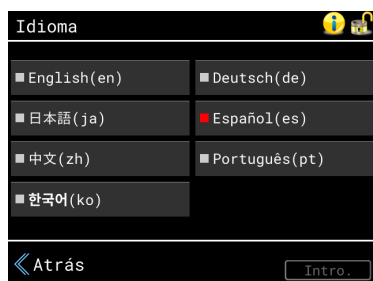 Idioma
English(en)
Deutsch(de)
日本語(ja)
Español(es)
中文(zh)
Português(pt)
한국어(ko)
Atrás
Intro.